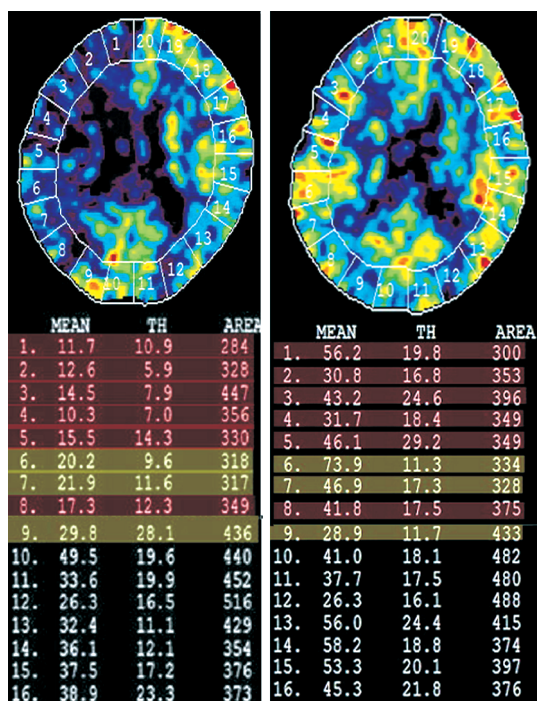 1 20 19
2 18
3 17
4 16
5 15
6 14
7 13
8 12
9 10 11
MEAN TH AREA
1. 11.7 10.9 284
2. 12.6 5.9 328
3. 14.5 7.9 447
4. 10.3 7.0 356
5. 15.5 14.3 330
6. 20.2 9.6 318
7. 21.9 11.6 317
8. 17.3 12.3 349
9. 29.8 28.1 436
10. 49.5 19.6 440
11. 33.6 19.9 452
12. 26.3 16.5 516
13. 32.4 11.1 429
14. 36.1 12.1 354
15. 37.5 17.2 376
16. 38.9 23.3 373
1 20 19
2 18
3 17
4 16
5 15
6 14
7 13
8 12
9 10 11
MEAN TH AREA
1. 56.2 19.8 300
2. 30.8 16.8 353
3. 43.2 24.6 396
4. 31.7 18.4 349
5. 46.1 29.2 349
6. 73.9 11.3 334
7. 46.9 17.3 328
8. 41.8 17.5 375
9. 28.9 11.7 433
10. 41.0 18.1 482
11. 37.7 17.5 480
12. 26.3 16.1 488
13. 56.0 24.4 415
14. 58.2 18.8 374
15. 53.3 20.1 397
16. 45.3 21.8 376